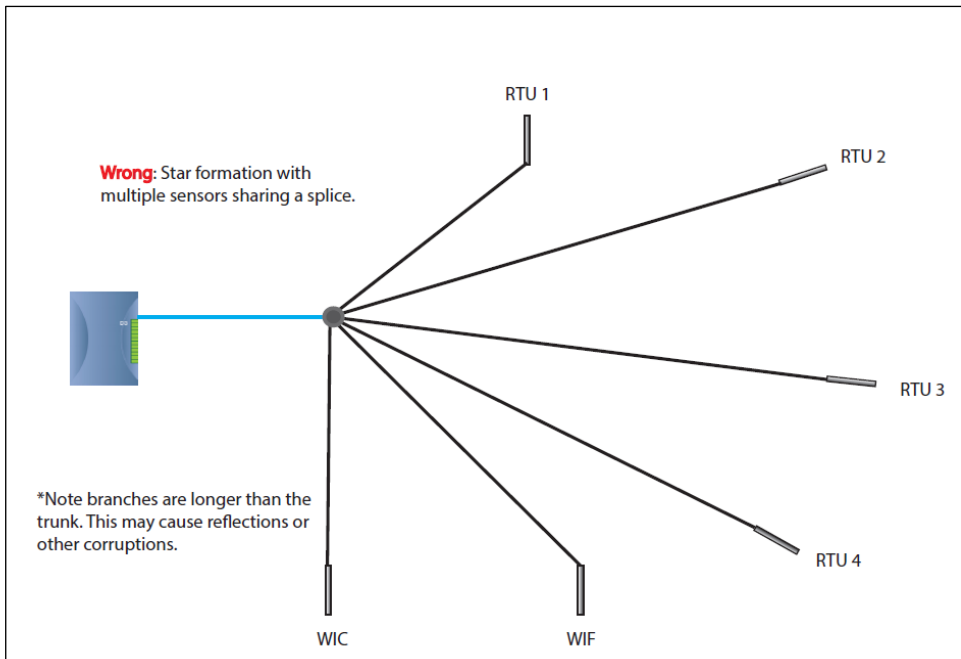 RTU 1
Wrong: Star formation with
multiple sensors sharing a splice.
RTU 2
RTU 3
*Note branches are longer than the
trunk. This may cause reflections or
other corruptions.
RTU 4
WIC
WIF